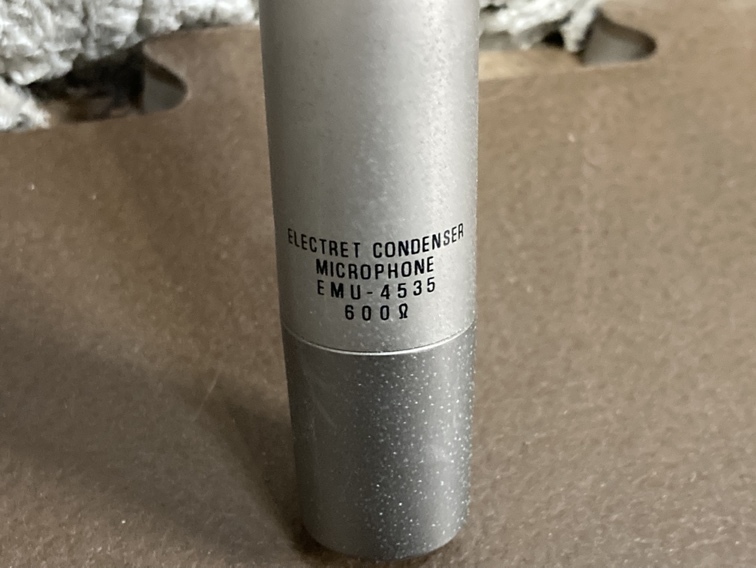 ELECTRET CONDENSER
MICROPHONE
EMU-4535
600Ω